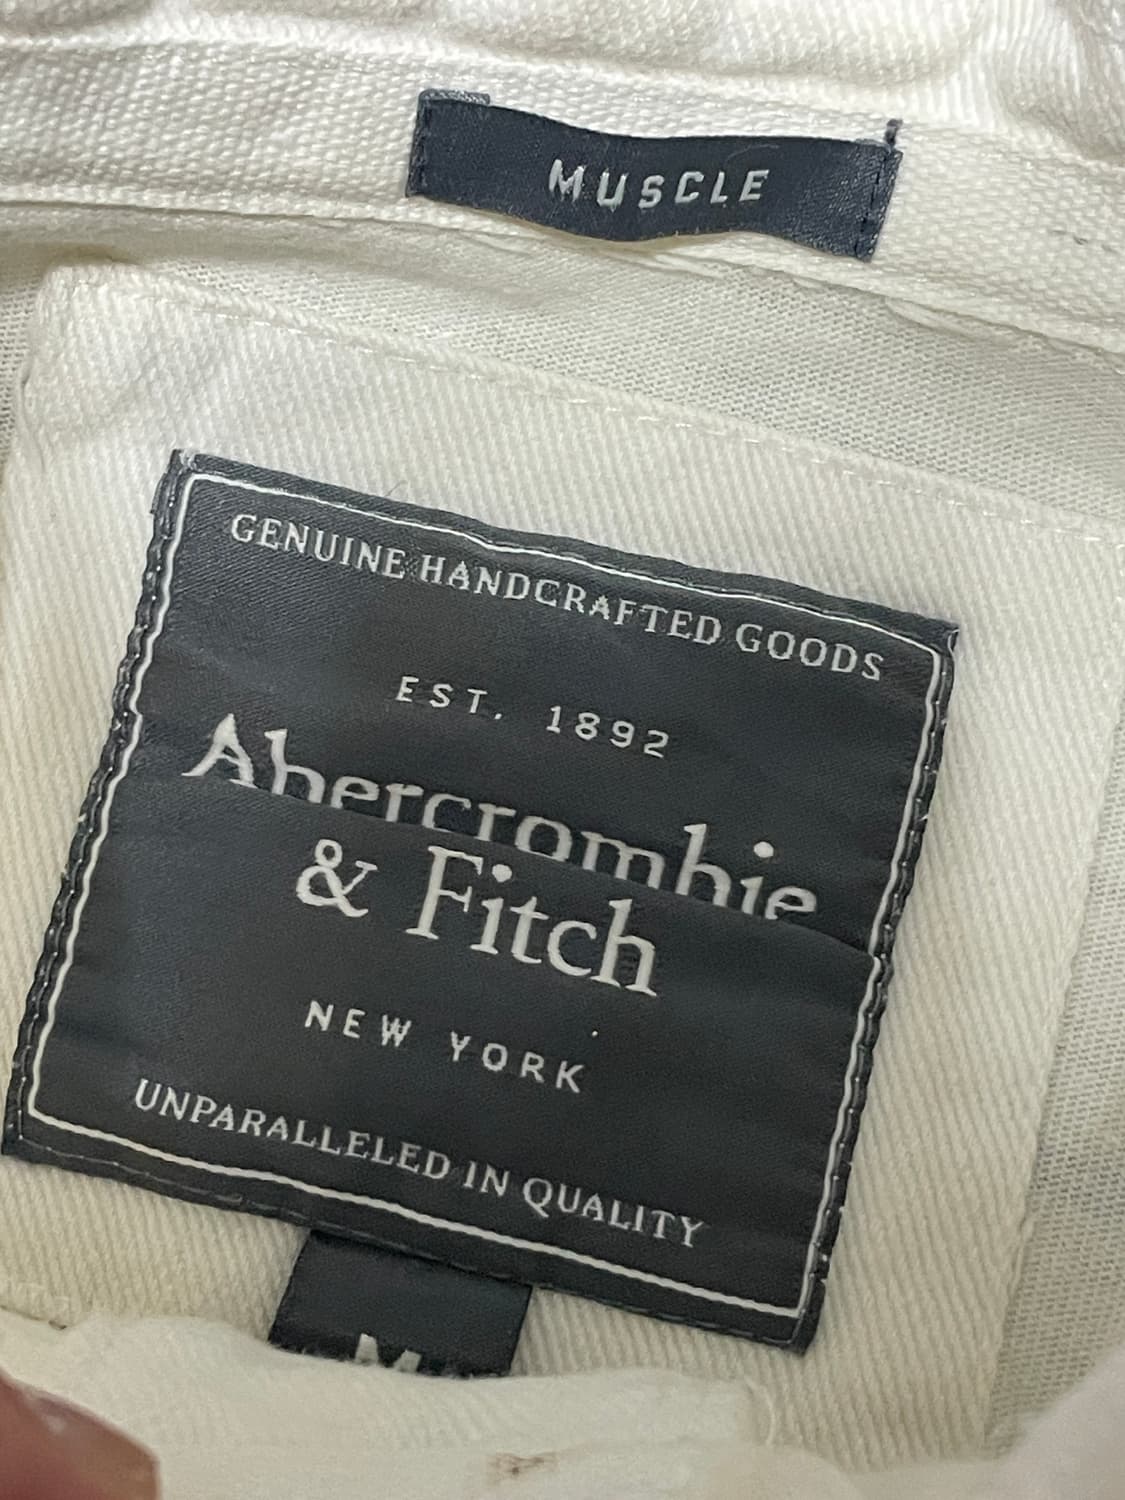 MUSCLE
GENUINE HANDCRAFTED GOODS
EST. 1892
Abercrombie
& Fitch
NEW YORK
UNPARALLELED IN QUALITY
M